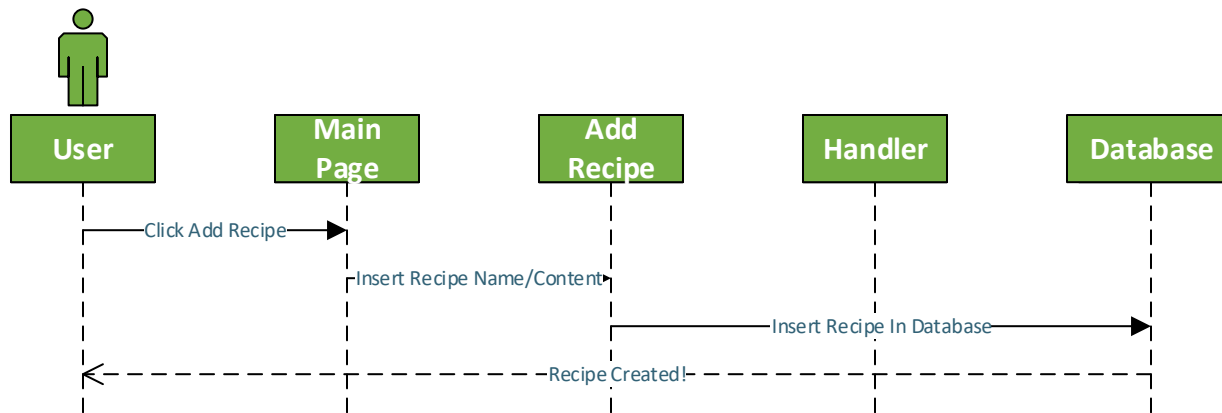 User
Main
Page
Add
Recipe
Handler
Database
Click Add Recipe
Insert Recipe Name/Content
Insert Recipe In Database
Recipe Created!